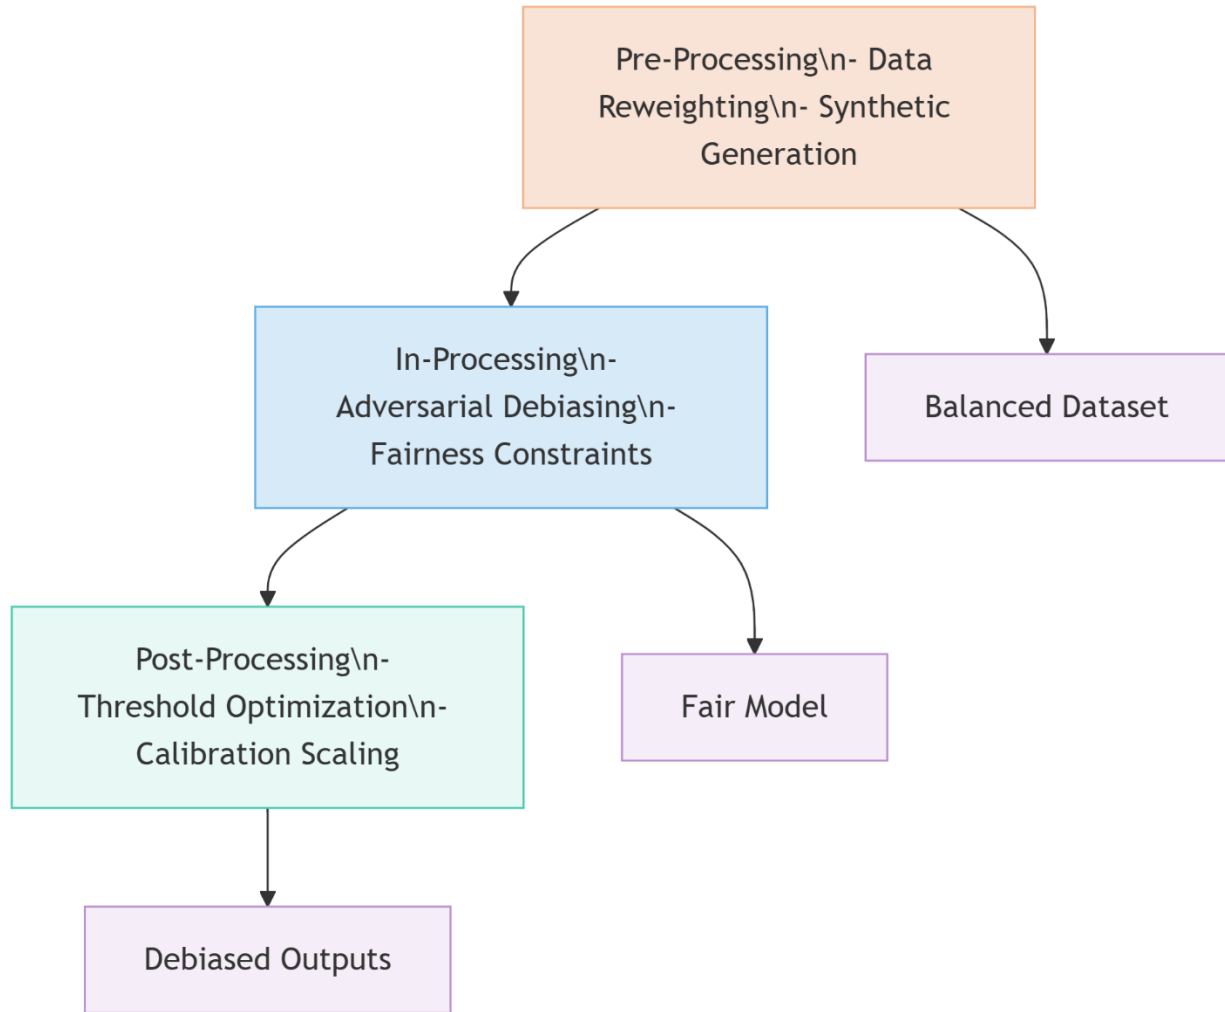 Pre-Processing\n- Data
Reweighting\n- Synthetic
Generation
In-Processing\n-
Adversarial Debiasing\n-
Fairness Constraints
Balanced Dataset
Post-Processing\n-
Threshold Optimization\n-
Calibration Scaling
Fair Model
Debiased Outputs